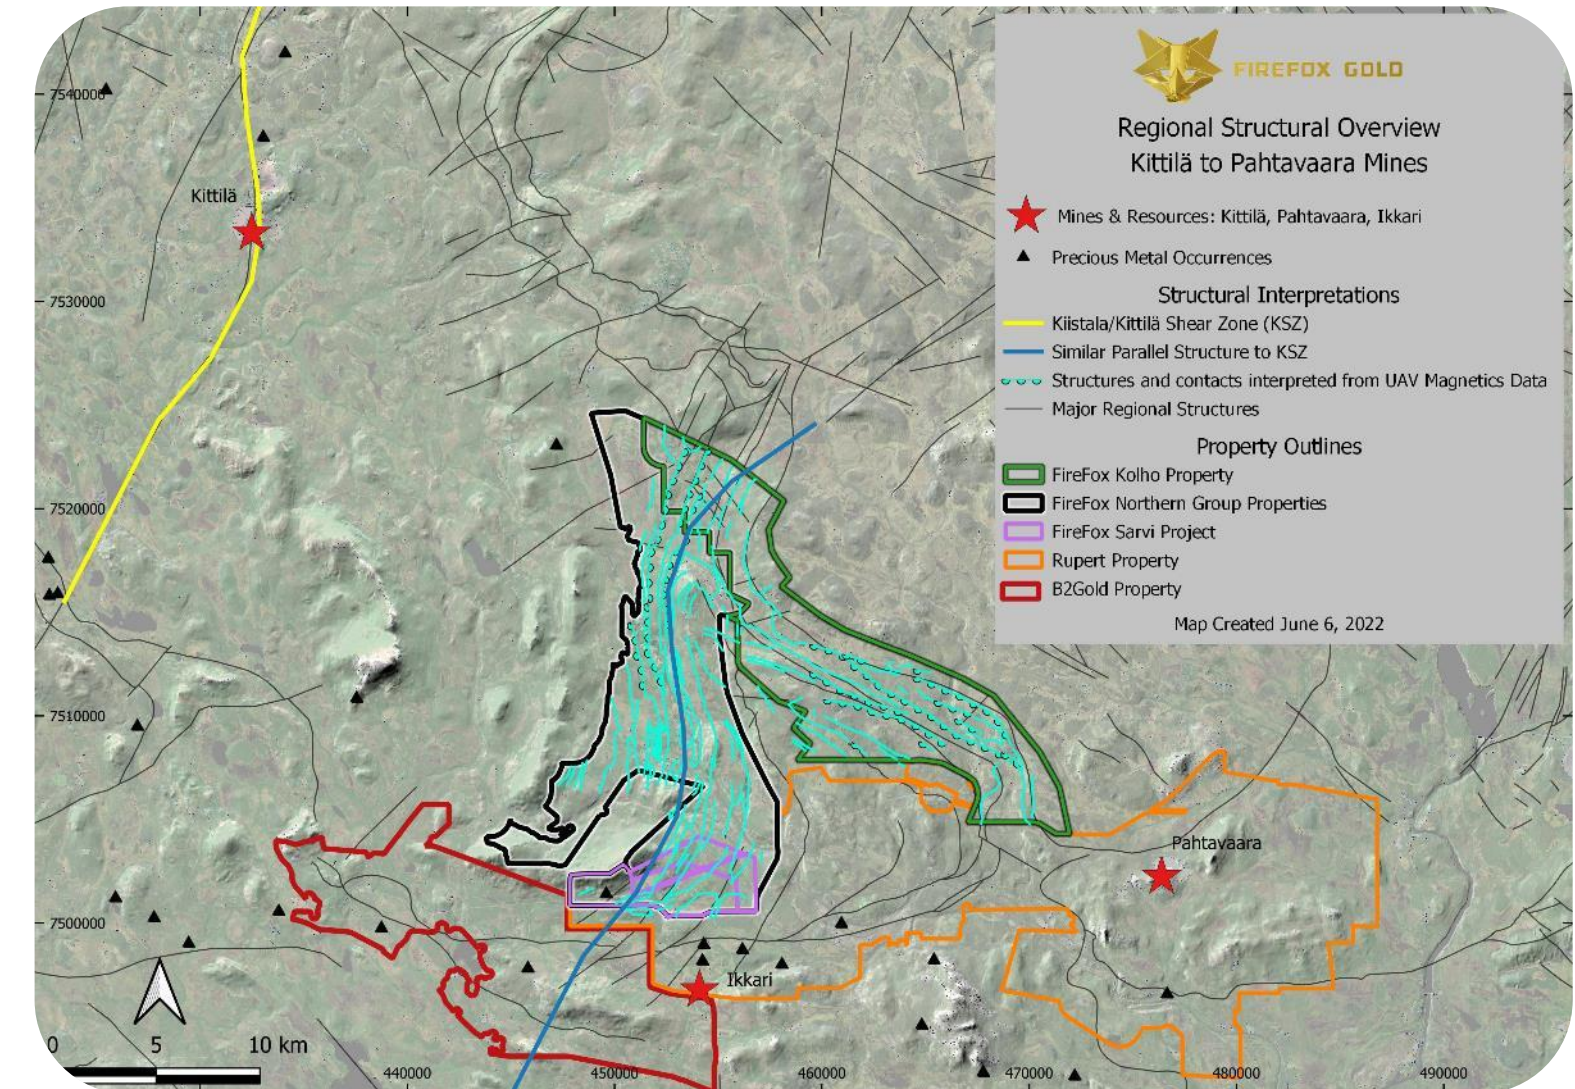 FIREFOX GOLD
Regional Structural Overview
Kittilä to Pahtavaara Mines
Mines & Resources: Kittilä, Pahtavaara, Ikkari
Precious Metal Occurrences
Structural Interpretations
Kiistala/Kittilä Shear Zone (KSZ)
Similar Parallel Structure to KSZ
Structures and contacts interpreted from UAV Magnetics Data
Major Regional Structures
Property Outlines
FireFox Kolho Property
FireFox Northern Group Properties
FireFox Sarvi Project
Rupert Property
B2Gold Property
Map Created June 6, 2022
7540000
Kittilä
7530000
7520000
7510000
Pahtavaara
7500000
Ikkari
0 5 10 km
440000 450000 460000 470000 480000 490000